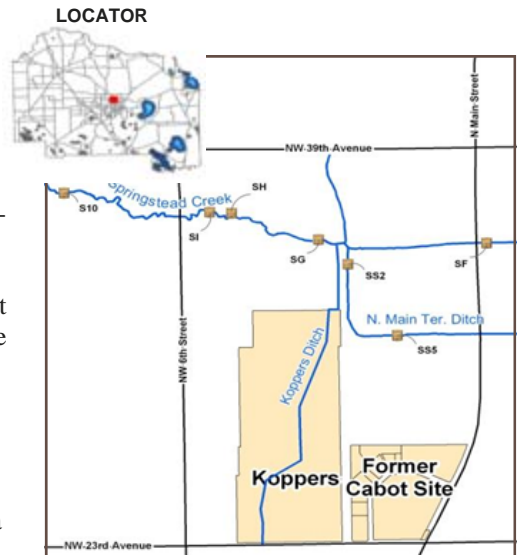 LOCATOR
N Main Street
NW 39th Avenue
Springstead Creek
S10
SH
SI
SG
SS2
SF
t
e
N. Main Ter. Ditch
SS5
NW 6th Street
Koppers Ditch
Koppers
Former
Cabot Site
NW 23rd Avenue